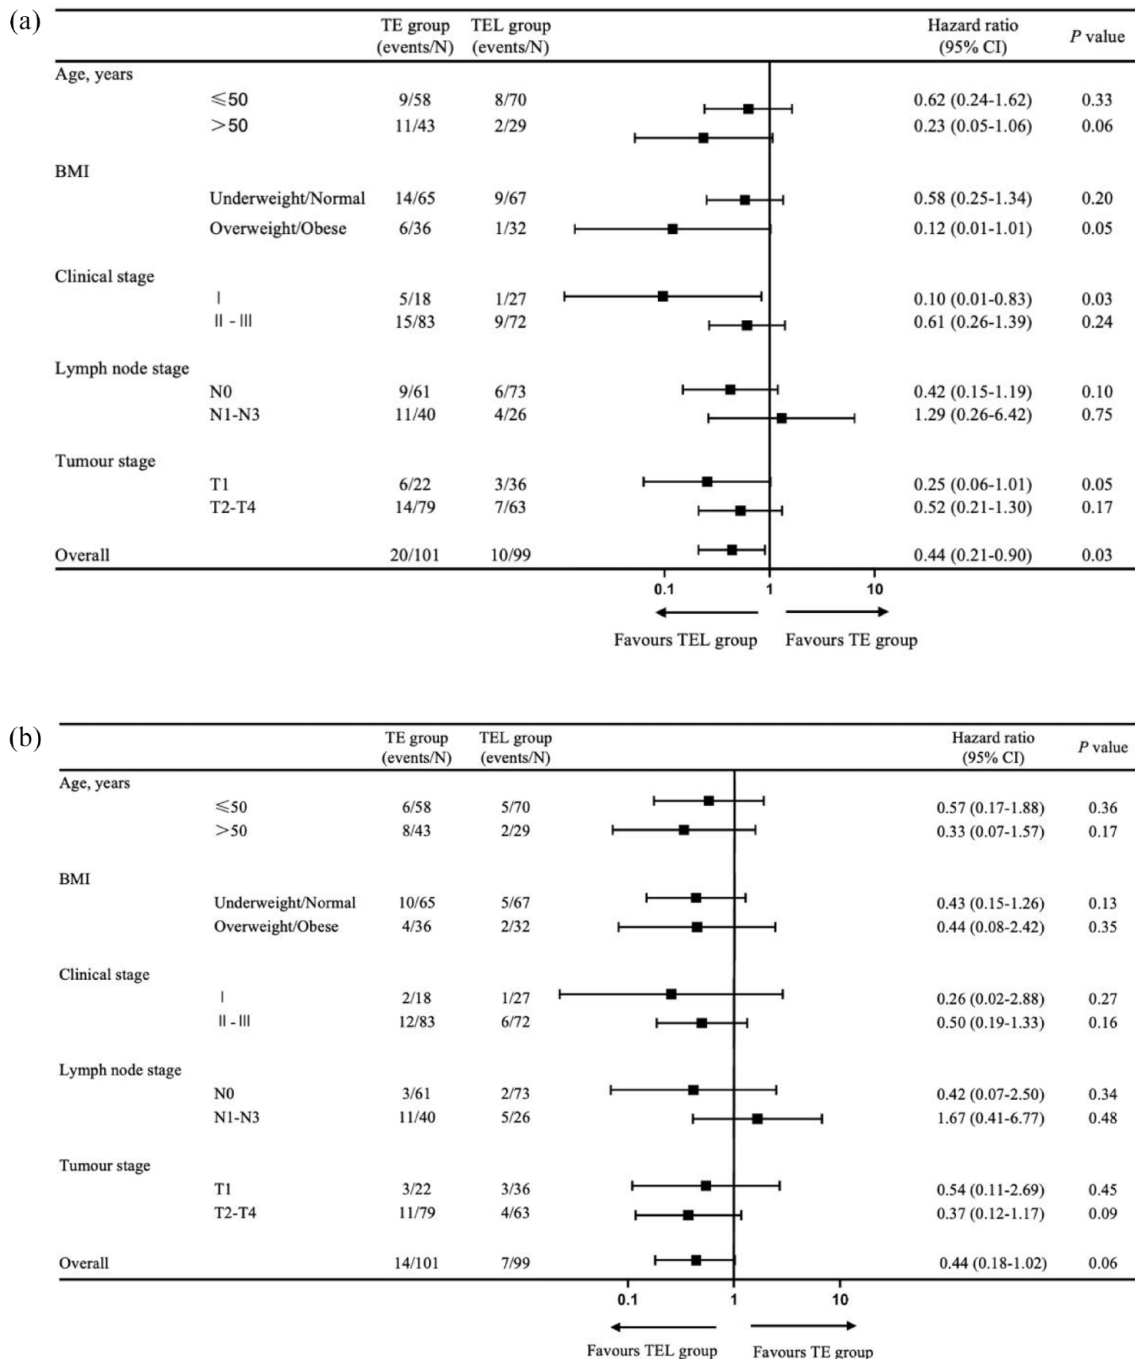 (a)
TE group TEL group Hazard ratio P value
(events/N) (events/N) (95% CI)
Age, years
≤50 9/58 8/70 0.62 (0.24-1.62) 0.33
>50 11/43 2/29 0.23 (0.05-1.06) 0.06
BMI
Underweight/Normal 14/65 9/67 0.58 (0.25-1.34) 0.20
Overweight/Obese 6/36 1/32 0.12 (0.01-1.01) 0.05
Clinical stage
Ⅰ 5/18 1/27 0.10 (0.01-0.83) 0.03
Ⅱ-Ⅲ 15/83 9/72 0.61 (0.26-1.39) 0.24
Lymph node stage
N0 9/61 6/73 0.42 (0.15-1.19) 0.10
N1-N3 11/40 4/26 1.29 (0.26-6.42) 0.75
Tumour stage
T1 6/22 3/36 0.25 (0.06-1.01) 0.05
T2-T4 14/79 7/63 0.52 (0.21-1.30) 0.17
Overall 20/101 10/99 0.44 (0.21-0.90) 0.03
0.1 1 10
Favours TEL group Favours TE group
(b)
TE group TEL group Hazard ratio P value
(events/N) (events/N) (95% CI)
Age, years
≤50 6/58 5/70 0.57 (0.17-1.88) 0.36
>50 8/43 2/29 0.33 (0.07-1.57) 0.17
BMI
Underweight/Normal 10/65 5/67 0.43 (0.15-1.26) 0.13
Overweight/Obese 4/36 2/32 0.44 (0.08-2.42) 0.35
Clinical stage
Ⅰ 2/18 1/27 0.26 (0.02-2.88) 0.27
Ⅱ-Ⅲ 12/83 6/72 0.50 (0.19-1.33) 0.16
Lymph node stage
N0 3/61 2/73 0.42 (0.07-2.50) 0.34
N1-N3 11/40 5/26 1.67 (0.41-6.77) 0.48
Tumour stage
T1 3/22 3/36 0.54 (0.11-2.69) 0.45
T2-T4 11/79 4/63 0.37 (0.12-1.17) 0.09
Overall 14/101 7/99 0.44 (0.18-1.02) 0.06
0.1 1 10
Favours TEL group Favours TE group